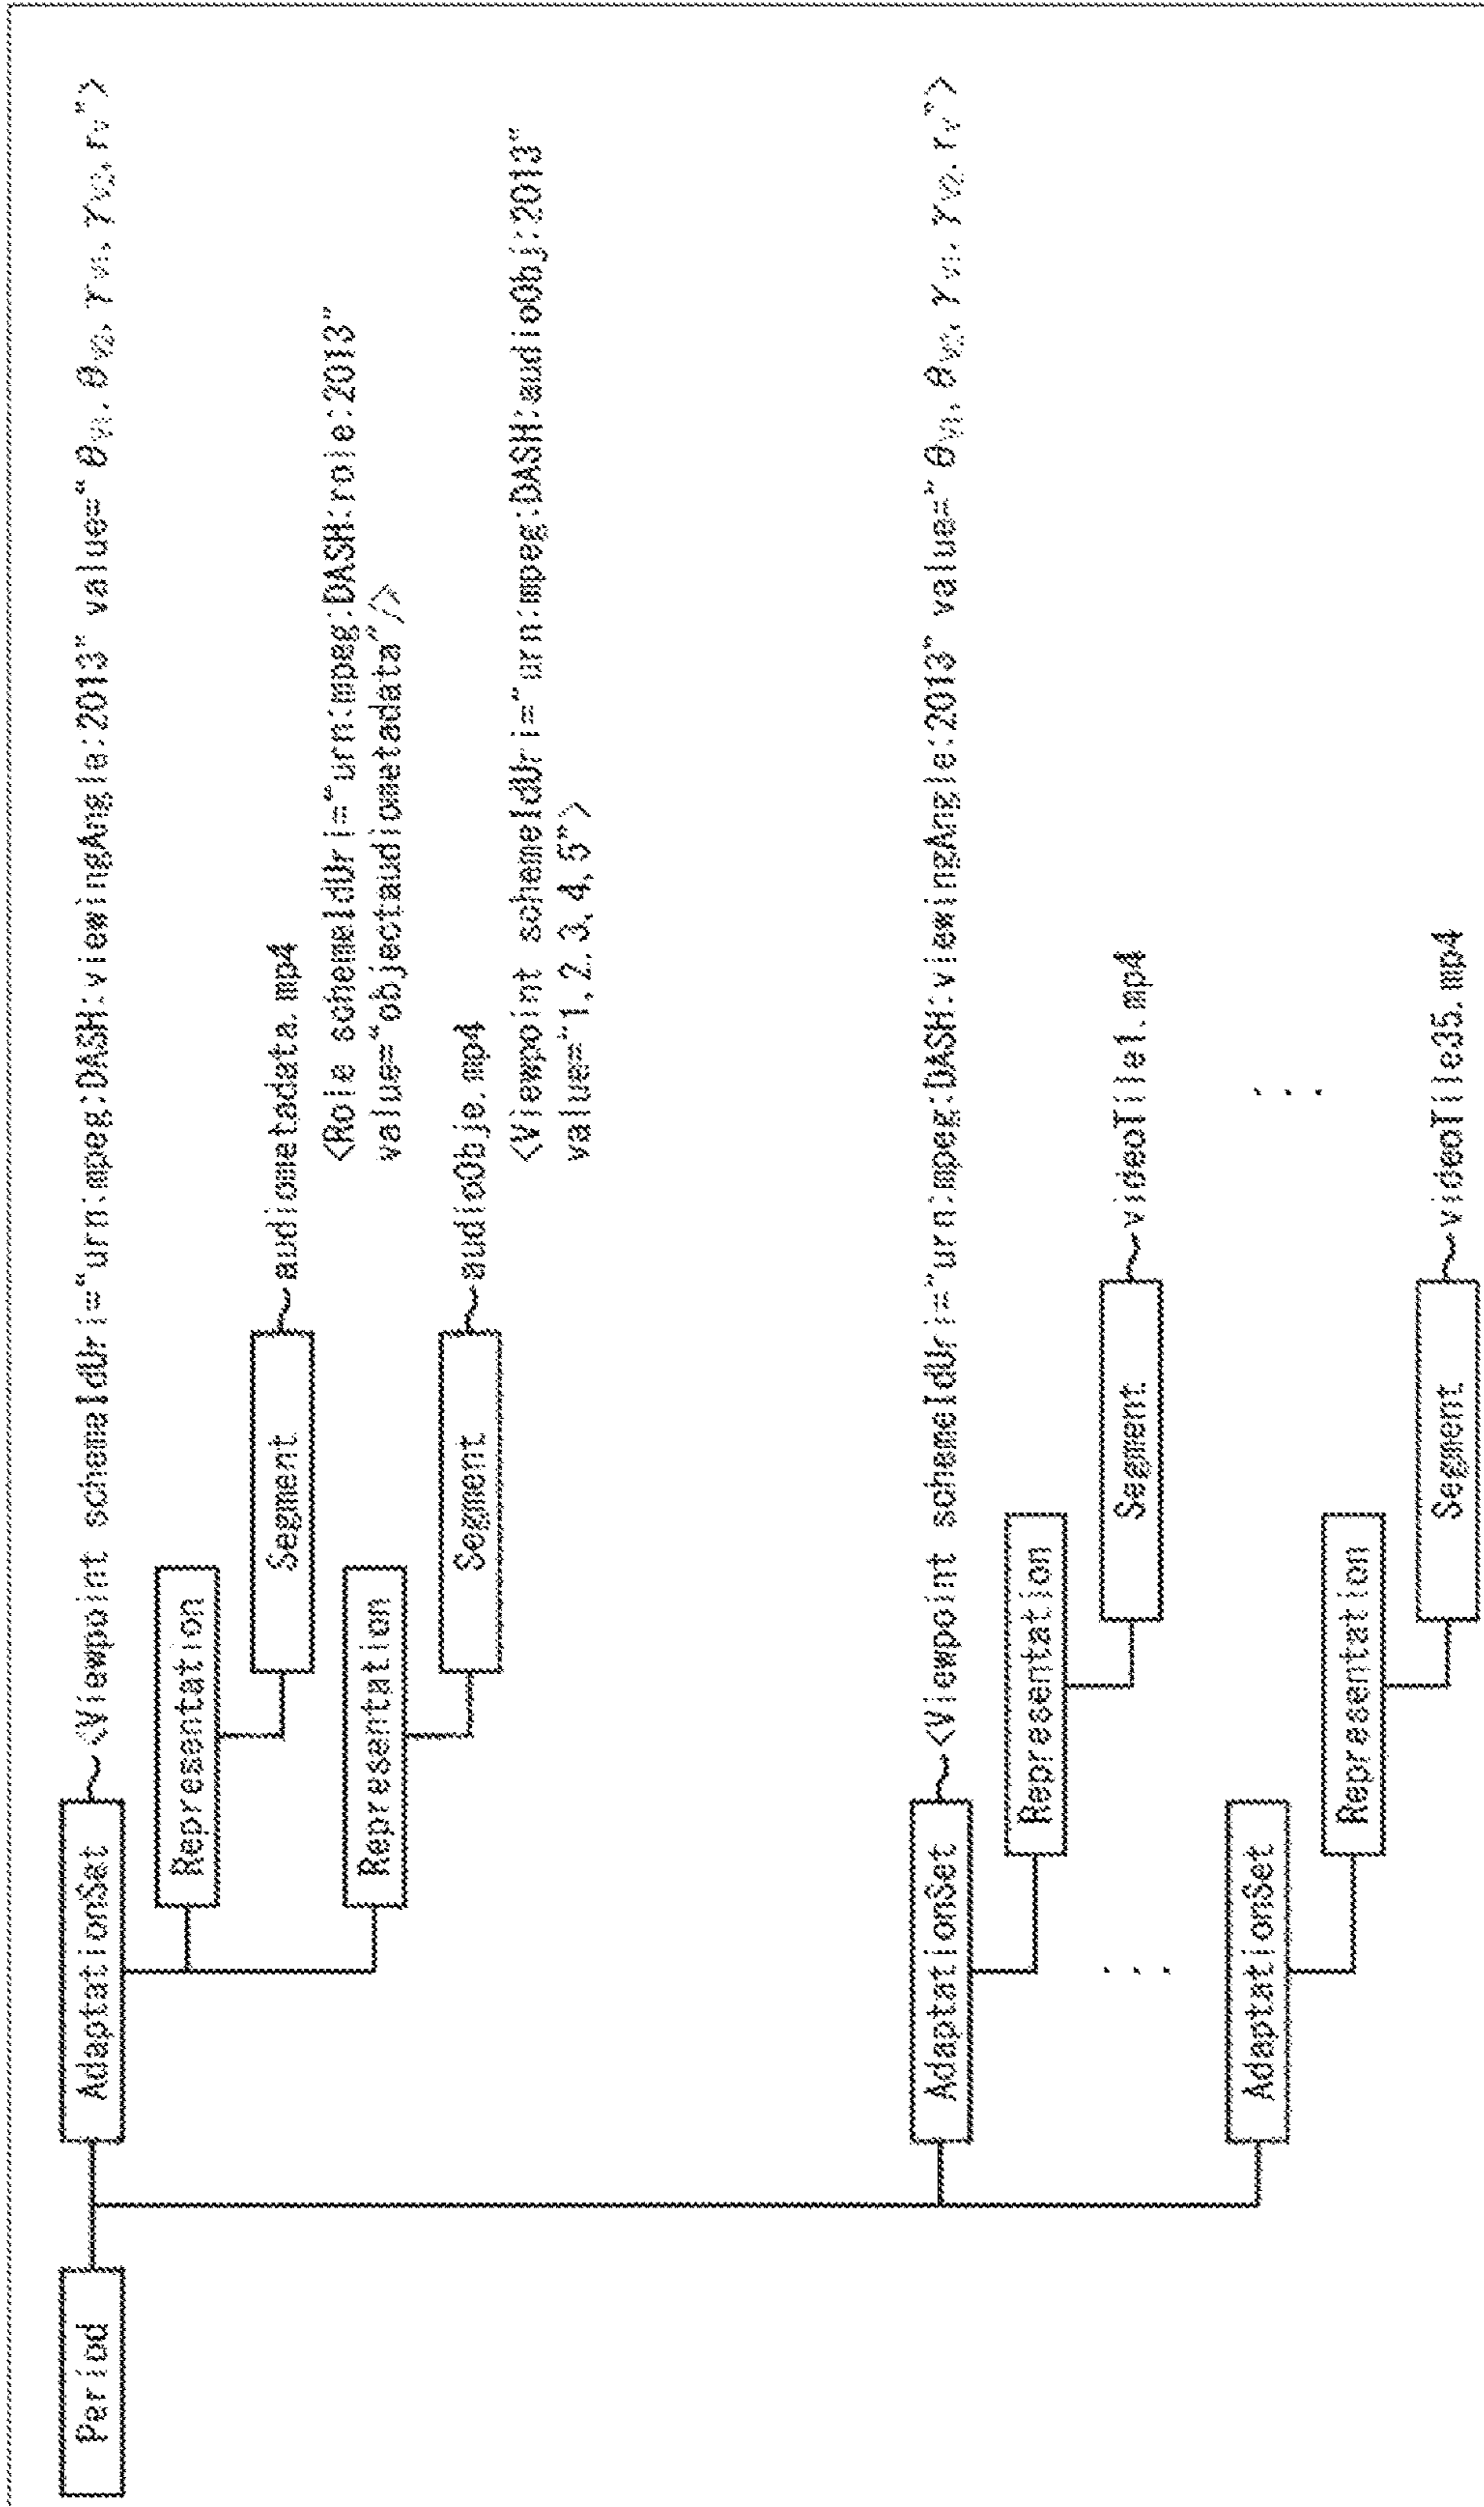 Period
AdaptationSet <Viewpoint schemeIdUri="urn:mpeg:DASH:viewingAngle:2013" value="θv1, θv2, γv1, γv2, rv">
Representation
Segment audiometadata.mp4
<Role schemeIdUri="urn:mpeg:DASH:role:2013"
value="objectaudiometadata"/>
Representation
Segment audioObje.mp4
<Viewpoint schemeIdUri="urn:mpeg:DASH:audioObj:2013"
value="1,2,3,4,5">
AdaptationSet <Viewpoint schemeIdUri="urn:mpeg:DASH:viewingAngle:2013" value="θv1, θv2, γv1, γv2, rv">
Representation
Segment videoTile1.mp4
...
...
AdaptationSet
Representation
Segment videoTile35.mp4